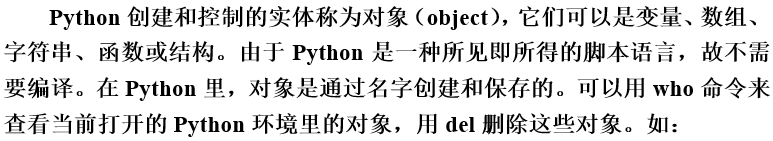 Python 创建和控制的实体称为对象(object),它们可以是变量、数组、
字符串、函数或结构。由于 Python 是一种所见即所得的脚本语言,故不需
要编译。在 Python 里,对象是通过名字创建和保存的。可以用 who 命令来
查看当前打开的 Python 环境里的对象,用 del 删除这些对象。如: